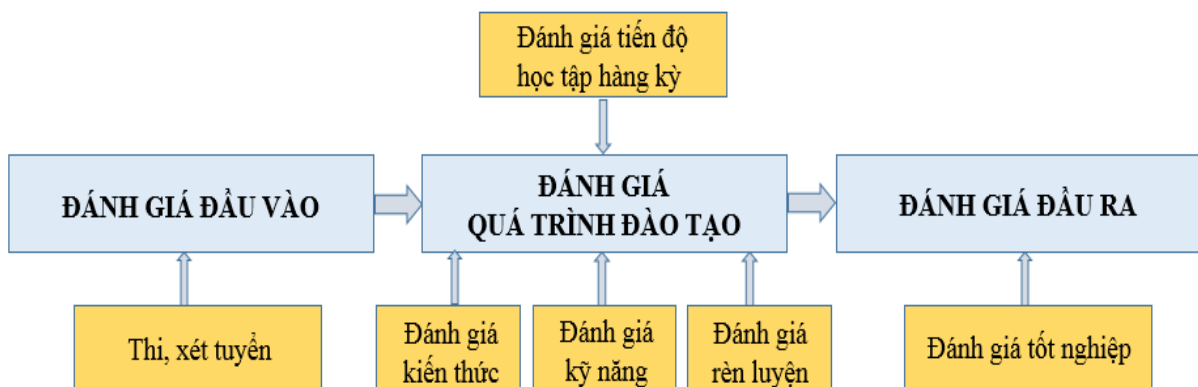 Đánh giá tiến độ
học tập hàng kỳ
ĐÁNH GIÁ ĐẦU VÀO
ĐÁNH GIÁ
QUÁ TRÌNH ĐÀO TẠO
ĐÁNH GIÁ ĐẦU RA
Thi, xét tuyển
Đánh giá
kiến thức
Đánh giá
kỹ năng
Đánh giá
rèn luyện
Đánh giá tốt nghiệp